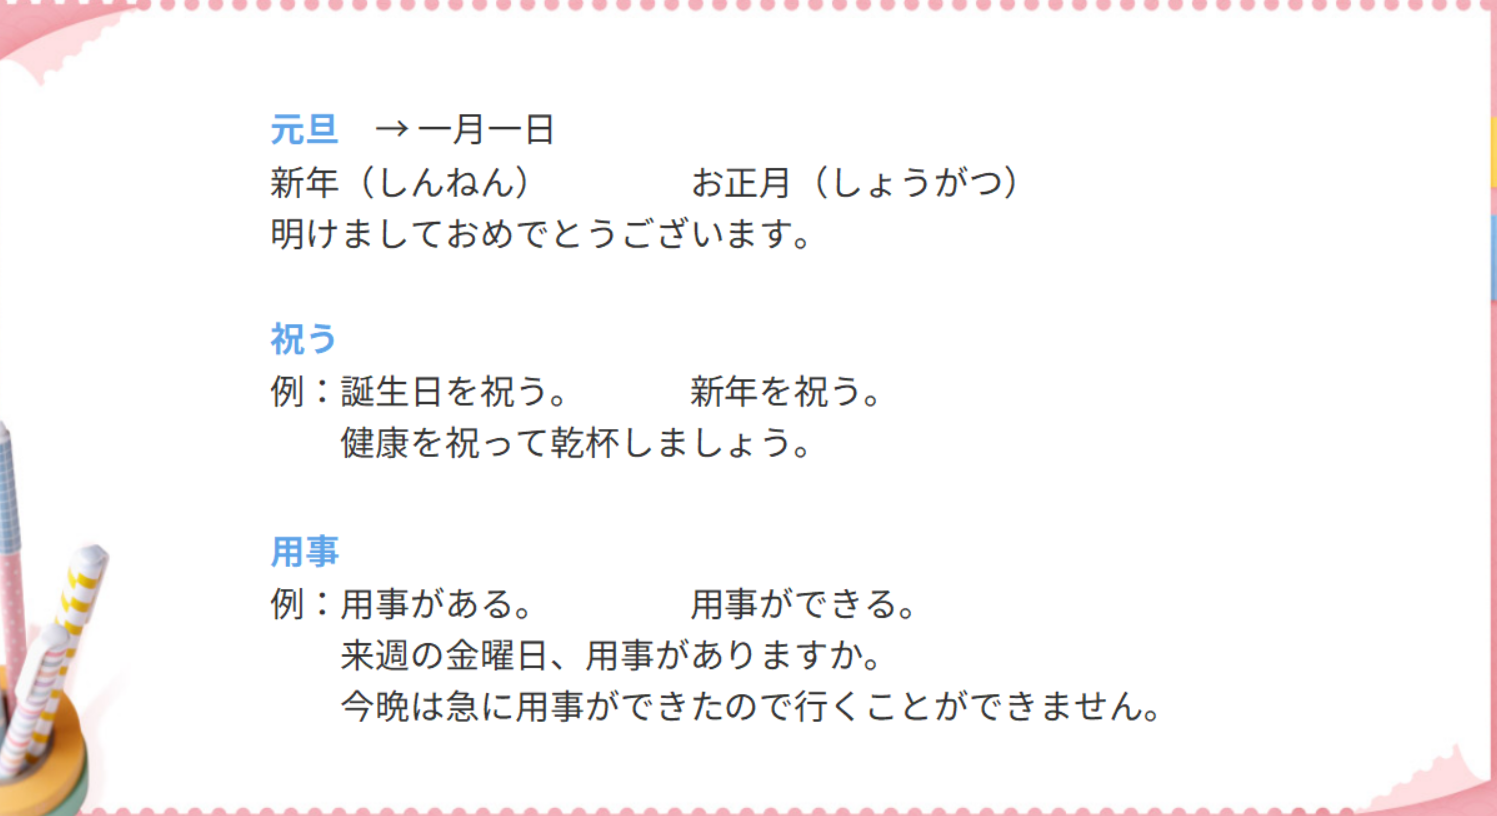 元旦　→ 一月一日
新年（しんねん）　　　　お正月（しょうがつ）
明けましておめでとうございます。
祝う
例：誕生日を祝う。　　　新年を祝う。
健康を祝って乾杯しましょう。
用事
例：用事がある。　　　　用事ができる。
来週の金曜日、用事がありますか。
今晩は急に用事ができたので行くことができません。